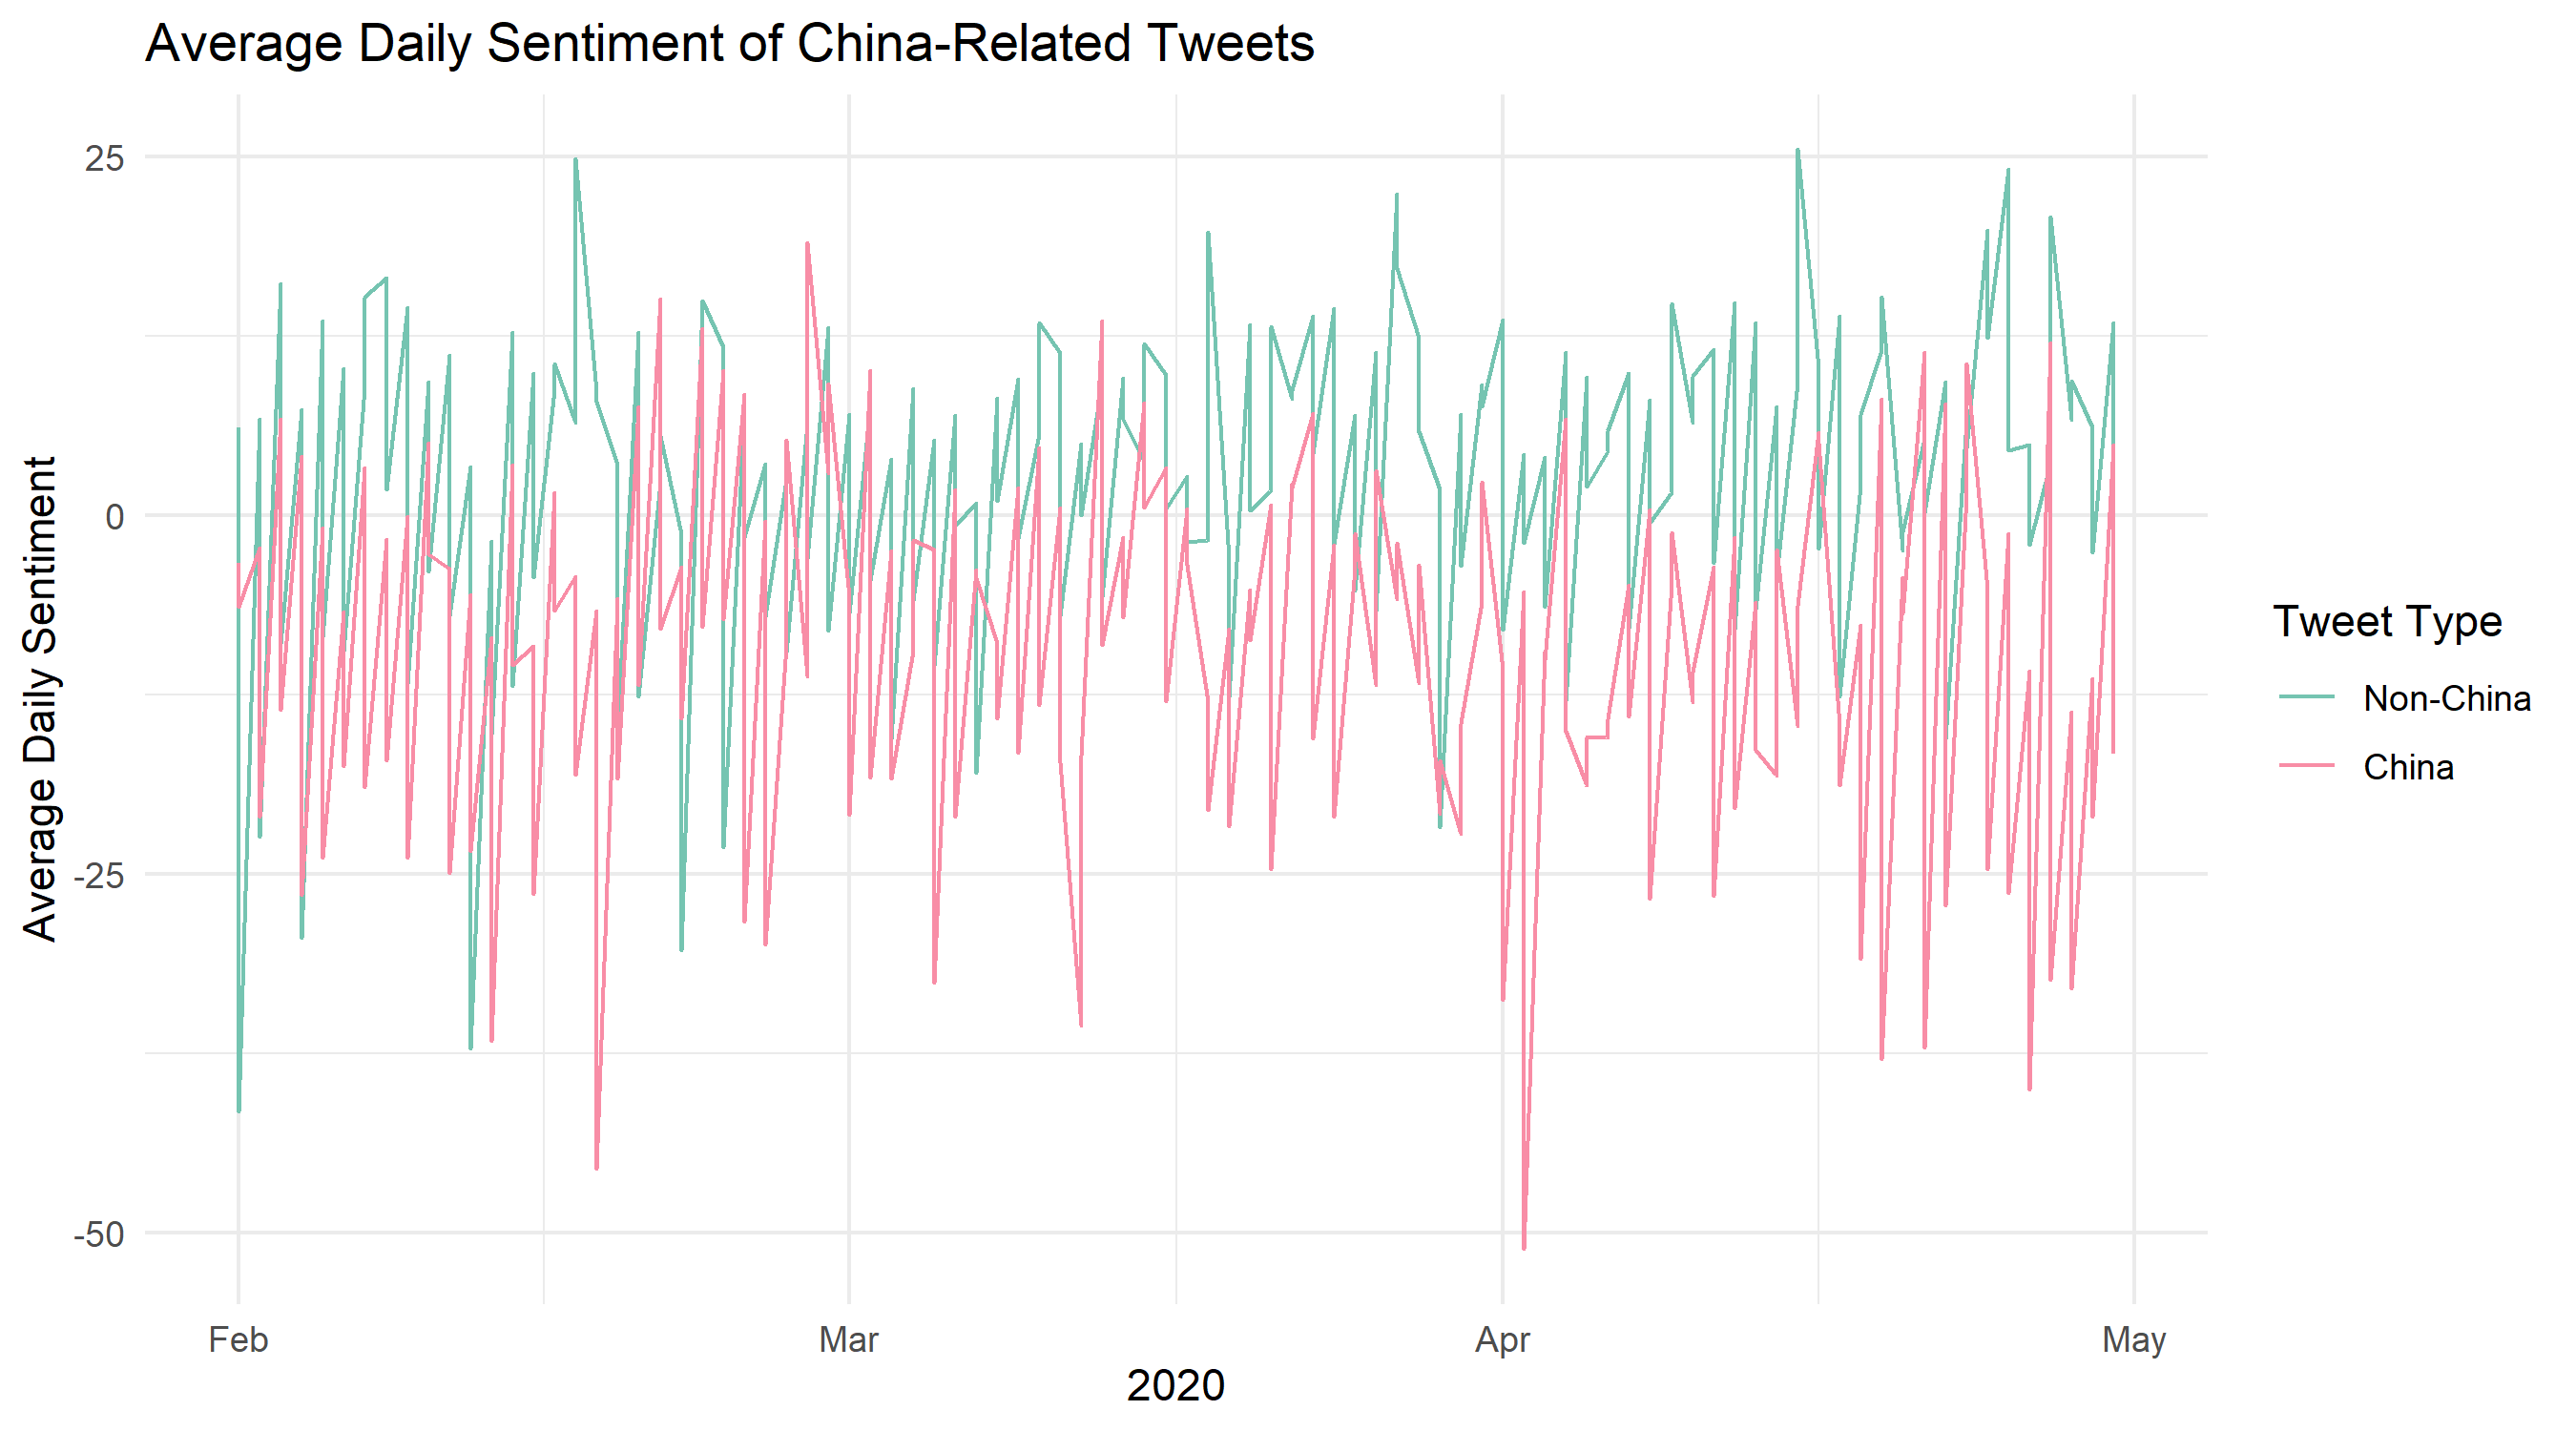 Average Daily Sentiment of China-Related Tweets
Average Daily Sentiment
25
0
-25
-50
Feb
Mar
Apr
May
2020
Tweet Type
Non-China
China